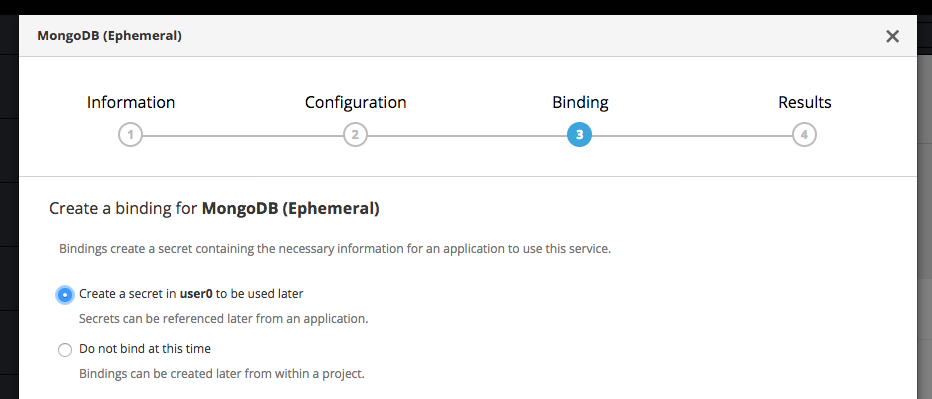 MongoDB (Ephemeral)
Information Configuration Binding Results
1 2 3 4
Create a binding for MongoDB (Ephemeral)
Bindings create a secret containing the necessary information for an application to use this service.
Create a secret in user0 to be used later
Secrets can be referenced later from an application.
Do not bind at this time
Bindings can be created later from within a project.